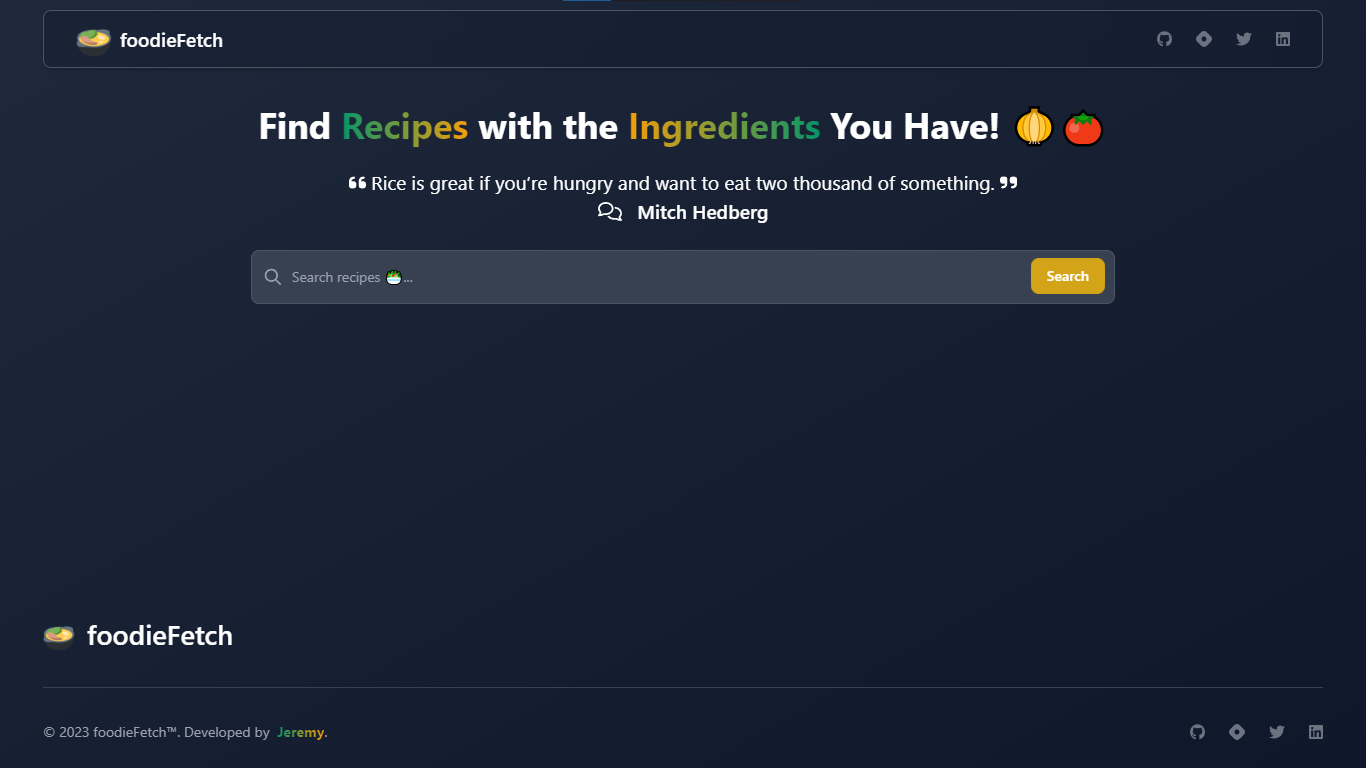 foodieFetch
Find Recipes with the Ingredients You Have!
❝ Rice is great if you’re hungry and want to eat two thousand of something. ❞
Mitch Hedberg
Search recipes 🥗...
Search
foodieFetch
© 2023 foodieFetch™. Developed by Jeremy.